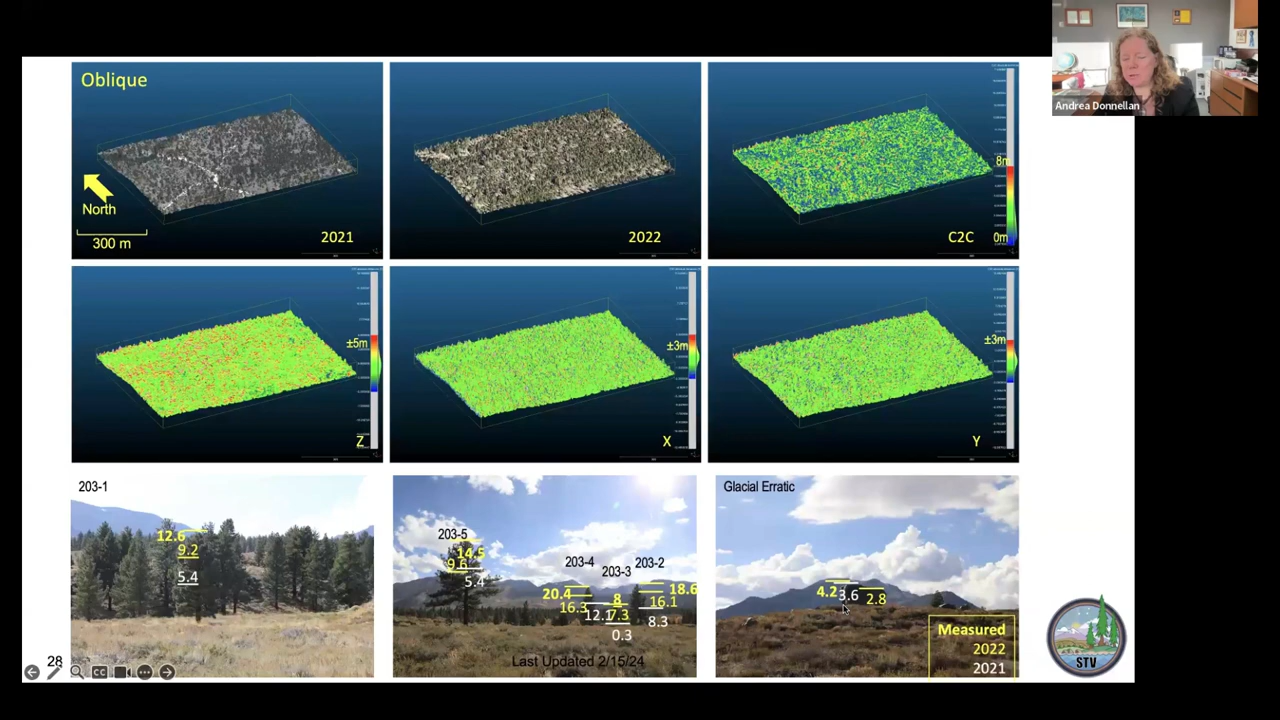 Andrea Donnellan
Oblique
North
300 m
2021
2022
8m
C2C
0m
±5m
Z
±3m
X
±3m
Y
203-1
12.6
9.2
5.4
203-5
14.5
9.6
5.4
203-4
203-3
203-2
20.4
16.3
12.1
8
7.3
0.3
18.6
16.1
8.3
Glacial Erratic
4.2
3.6
2.8
Measured
2022
2021
Last Updated 2/15/24
28
CC
STV